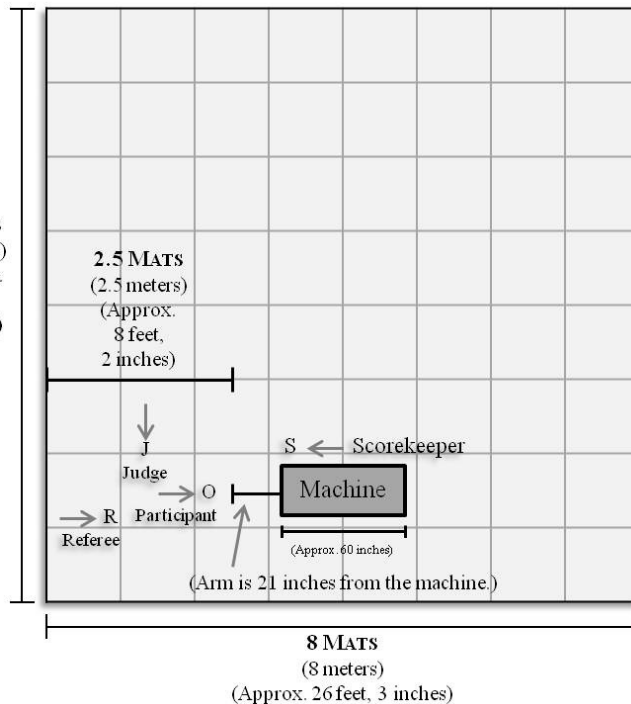 2.5 MATS
(2.5 meters)
(Approx.
8 feet,
2 inches)
J
Judge
S
Scorekeeper
O
Machine
R
Participant
Referee
(Approx. 60 inches)
(Arm is 21 inches from the machine.)
8 MATS
(8 meters)
(Approx. 26 feet, 3 inches)